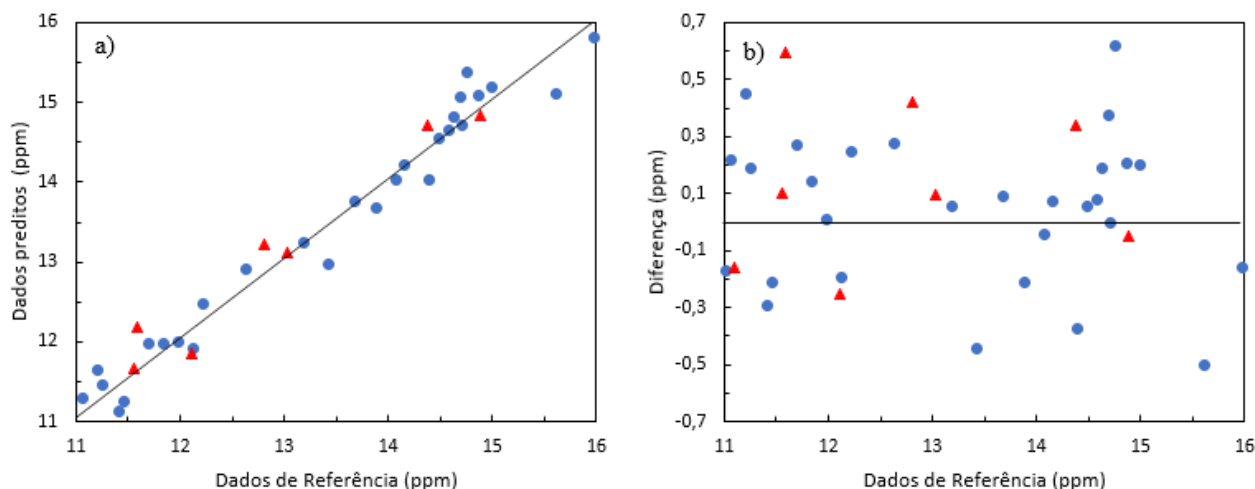 a)
16
15
14
13
12
11
11 12 13 14 15 16
Dados preditos (ppm)
Dados de Referência (ppm)
b)
0,7
0,5
0,3
0,1
-0,1
-0,3
-0,5
-0,7
11 12 13 14 15 16
Diferença (ppm)
Dados de Referência (ppm)